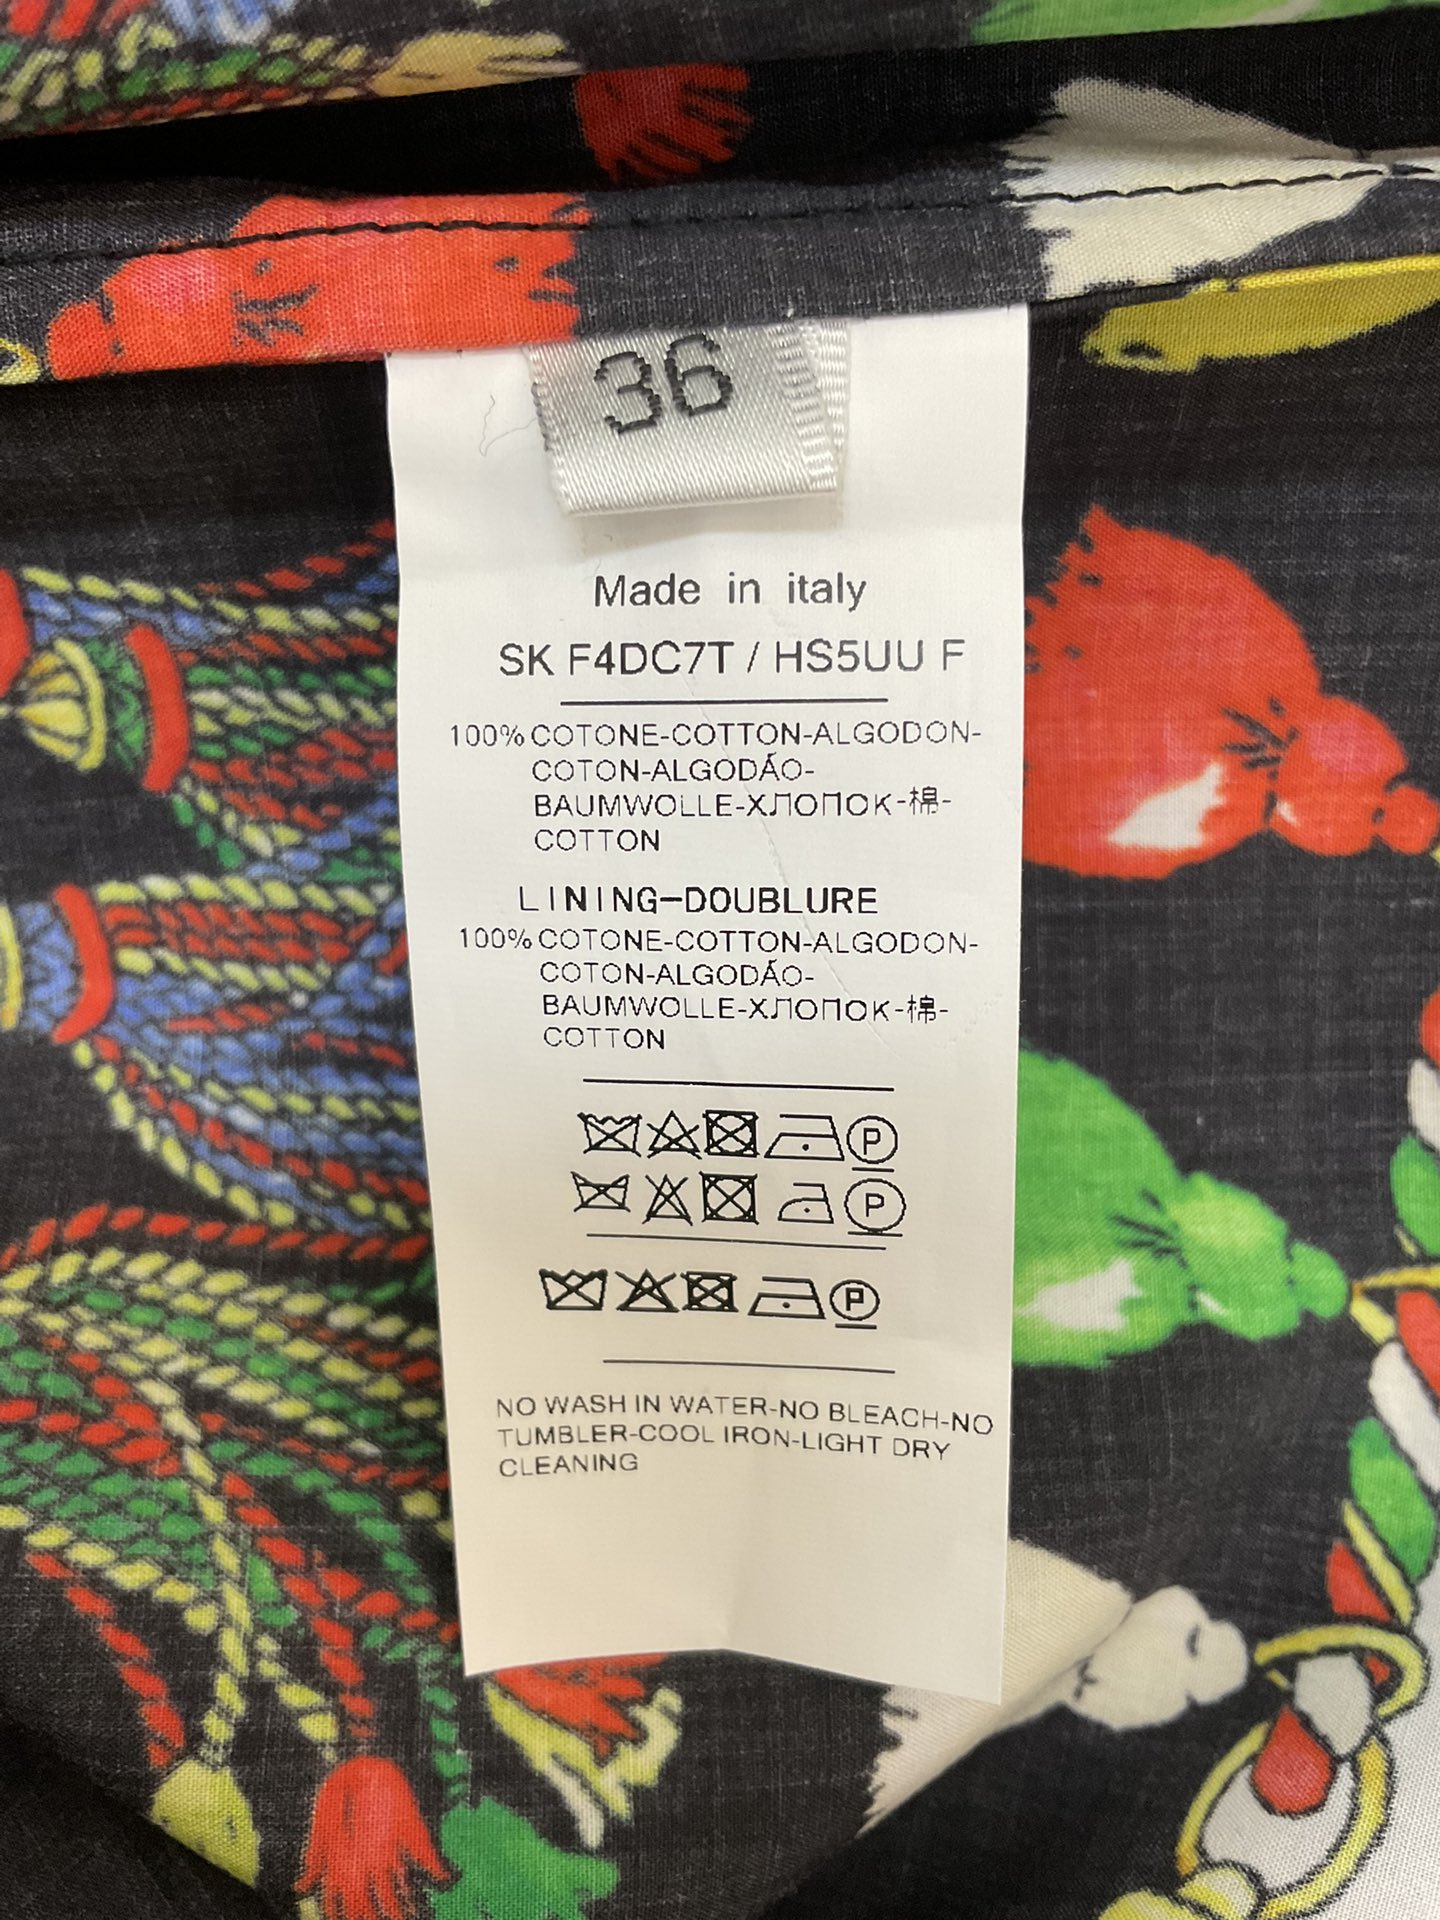 36
Made in italy
SK F4DC7T / HS5UU F
100% COTONE-COTTON-ALGODON-
COTON-ALGODÁO-
BAUMWOLLE-ХЛОПОК-棉-
COTTON
LINING-DOUBLURE
100% COTONE-COTTON-ALGODON-
COTON-ALGODÁO-
BAUMWOLLE-ХЛОПОК-棉-
COTTON
P
P
P
NO WASH IN WATER-NO BLEACH-NO
TUMBLER-COOL IRON-LIGHT DRY
CLEANING